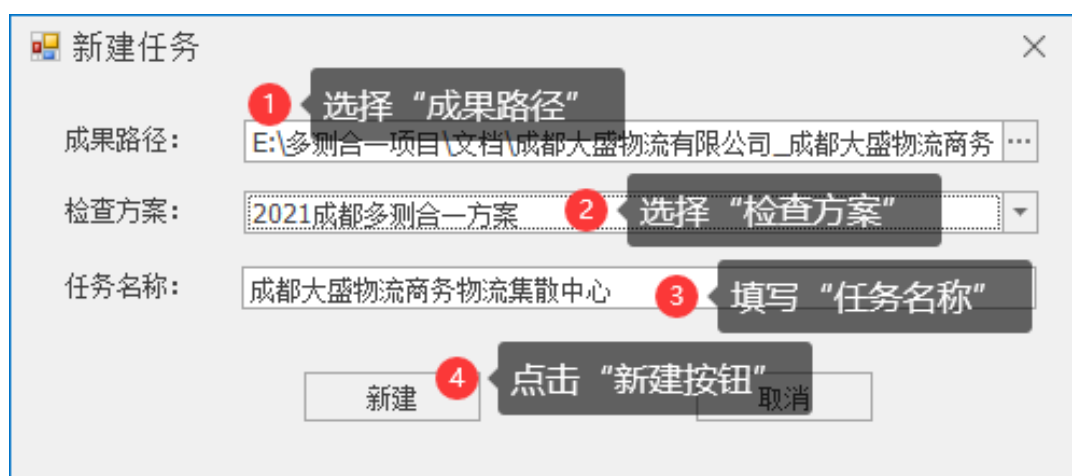 新建任务
1 选择“成果路径”
成果路径： E:\多测合一项目\文档\成都大盛物流有限公司_成都大盛物流商务 ...
检查方案： 2021成都多测合一方案 2 选择“检查方案”
任务名称： 成都大盛物流商务物流集散中心 3 填写“任务名称”
新建 4 点击“新建按钮” 取消